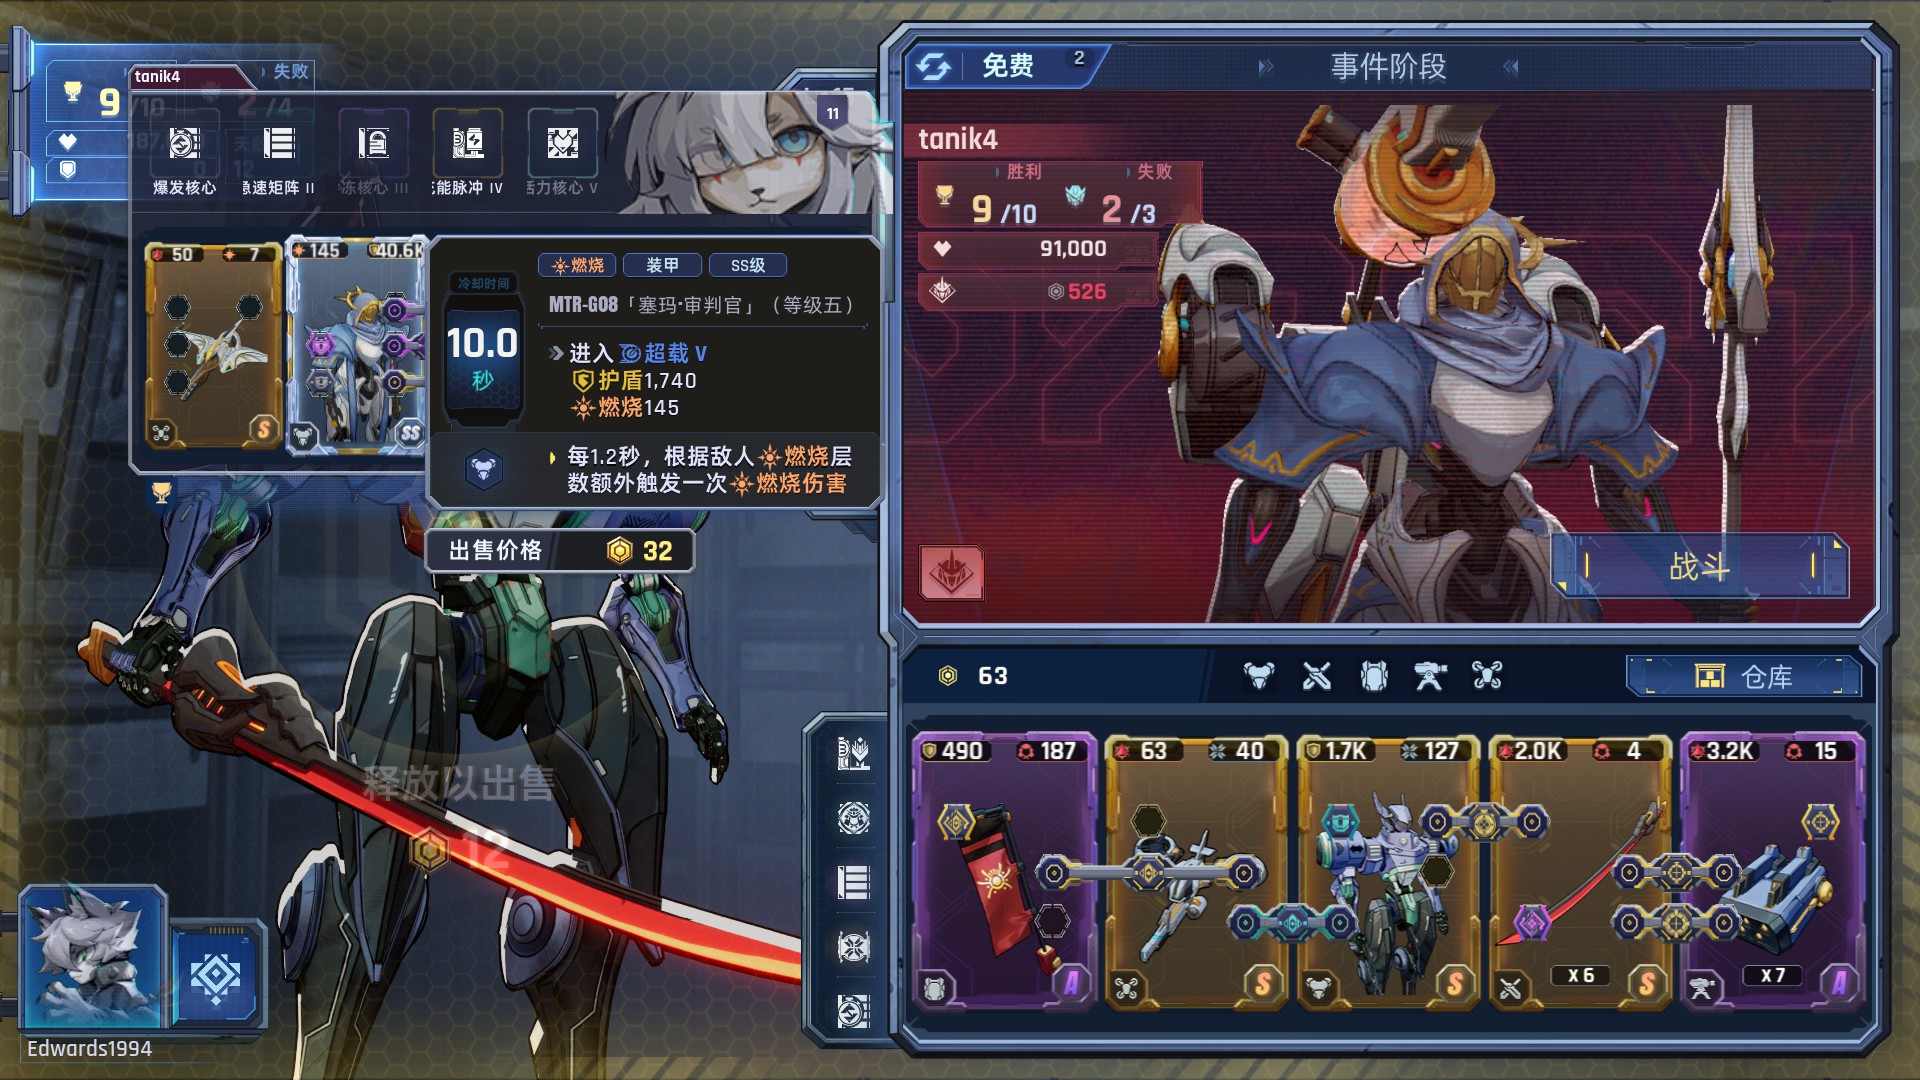 9/10
失败
2/4
tanik4
11
爆发核心
急速矩阵 II
冻核心 III
能脉冲 IV
活力核心 V
50
7
145
40.6K
S
SS
冷却时间
10.0
秒
燃烧
装甲
SS级
MTR-G08「塞玛·审判官」（等级五）
进入超载 V
护盾1,740
燃烧145
每1.2秒，根据敌人燃烧层
数额外触发一次燃烧伤害
出售价格
32
释放以出售
12
Edwards1994
免费
2
事件阶段
tanik4
胜利
失败
9/10
2/3
91,000
526
战斗
63
仓库
490
187
A
63
40
S
1.7K
127
S
2.0K
4
X6
S
3.2K
15
X7
A